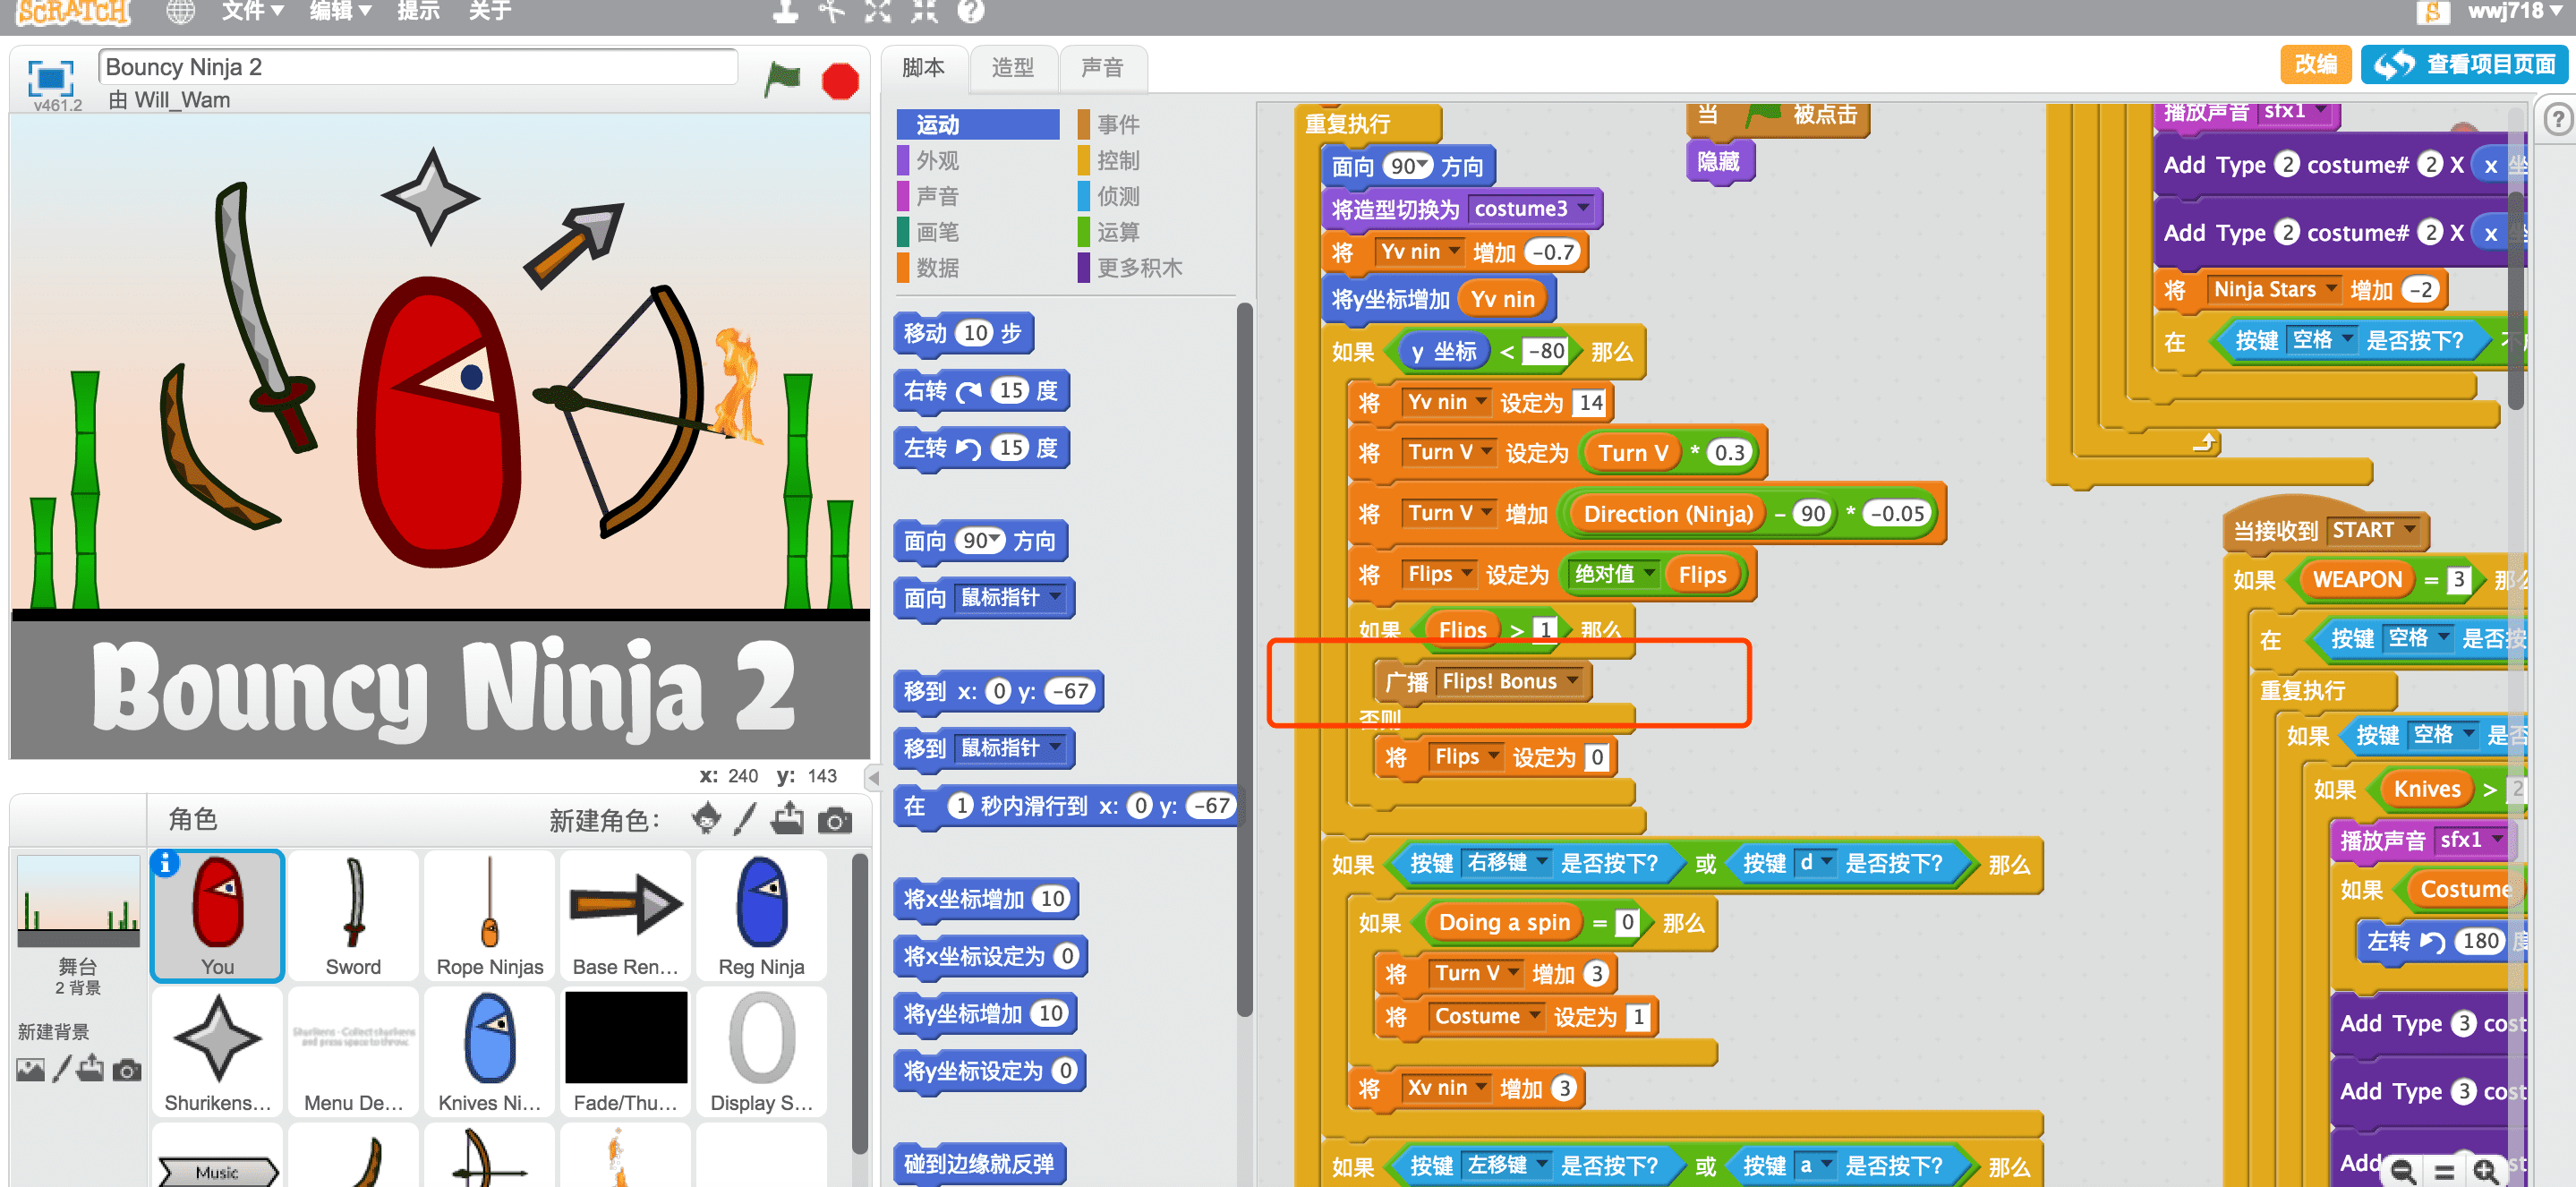 SCRATCH 文件 编辑 提示 关于 wwj718
Bouncy Ninja 2
v461.2 由 Will_Wam
脚本 造型 声音
改编 查看项目页面
Bouncy Ninja 2
x: 240 y: 143
角色 新建角色：
舞台
2 背景
新建背景
You
Sword
Rope Ninjas
Base Ren...
Reg Ninja
Shurikens...
Menu De...
Knives Ni...
Fade/Thu...
Display S...
Shurikens - Collect shurikens
and press space to throw.
Music
运动 事件
外观 控制
声音 侦测
画笔 运算
数据 更多积木
移动 10 步
右转 15 度
左转 15 度
面向 90 方向
面向 鼠标指针
移到 x: 0 y: -67
移到 鼠标指针
在 1 秒内滑行到 x: 0 y: -67
将x坐标增加 10
将x坐标设定为 0
将y坐标增加 10
将y坐标设定为 0
碰到边缘就反弹
重复执行
面向 90 方向
将造型切换为 costume3
将 Yv nin 增加 -0.7
将y坐标增加 Yv nin
如果 y 坐标 < -80 那么
将 Yv nin 设定为 14
将 Turn V 设定为 Turn V * 0.3
将 Turn V 增加 Direction (Ninja) - 90 * -0.05
将 Flips 设定为 绝对值 Flips
如果 Flips > 1 那么
广播 Flips! Bonus
否则
将 Flips 设定为 0
如果 按键 右移键 是否按下? 或 按键 d 是否按下? 那么
如果 Doing a spin = 0 那么
将 Turn V 增加 3
将 Costume 设定为 1
将 Xv nin 增加 3
如果 按键 左移键 是否按下? 或 按键 a 是否按下? 那么
当 被点击
隐藏
播放声音 sfx1
Add Type 2 costume# 2 X x 坐
Add Type 2 costume# 2 X x 坐
将 Ninja Stars 增加 -2
在 按键 空格 是否按下? 不
当接收到 START
如果 WEAPON = 3 那么
在 按键 空格 是否按
重复执行
如果 按键 空格 是否
如果 Knives > 2
播放声音 sfx1
如果 Costume
左转 180 度
Add Type 3 cost
Add Type 3 cost
Add